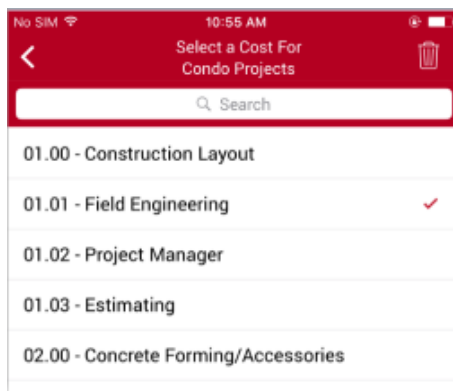 No SIM 10:55 AM
Select a Cost For
Condo Projects
Search
01.00 - Construction Layout
01.01 - Field Engineering
01.02 - Project Manager
01.03 - Estimating
02.00 - Concrete Forming/Accessories